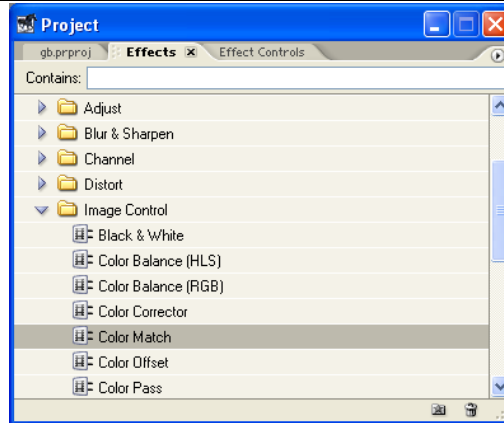 Project
gb.prproj Effects Effect Controls
Contains:
Adjust
Blur & Sharpen
Channel
Distort
Image Control
Black & White
Color Balance (HLS)
Color Balance (RGB)
Color Corrector
Color Match
Color Offset
Color Pass